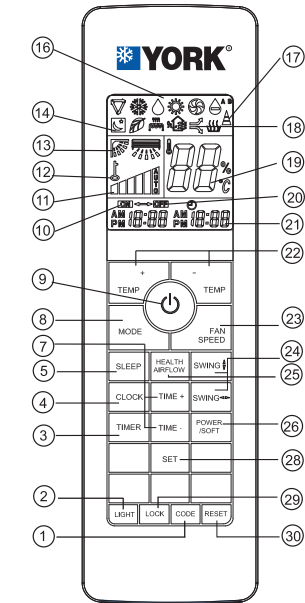 16
YORK
17
A B
14
18
13
%
19
°C
12
AUTO
11
20
10
ON
OFF
AM
PM
18:88
AM
PM
18:88
21
+
-
22
9
TEMP
TEMP
8
MODE
FAN
SPEED
23
7
24
5
SLEEP
HEALTH
AIRFLOW
SWING
25
4
CLOCK
TIME +
SWING
3
TIMER
TIME -
POWER
/SOFT
26
SET
28
2
29
LIGHT
LOCK
CODE
RESET
1
30